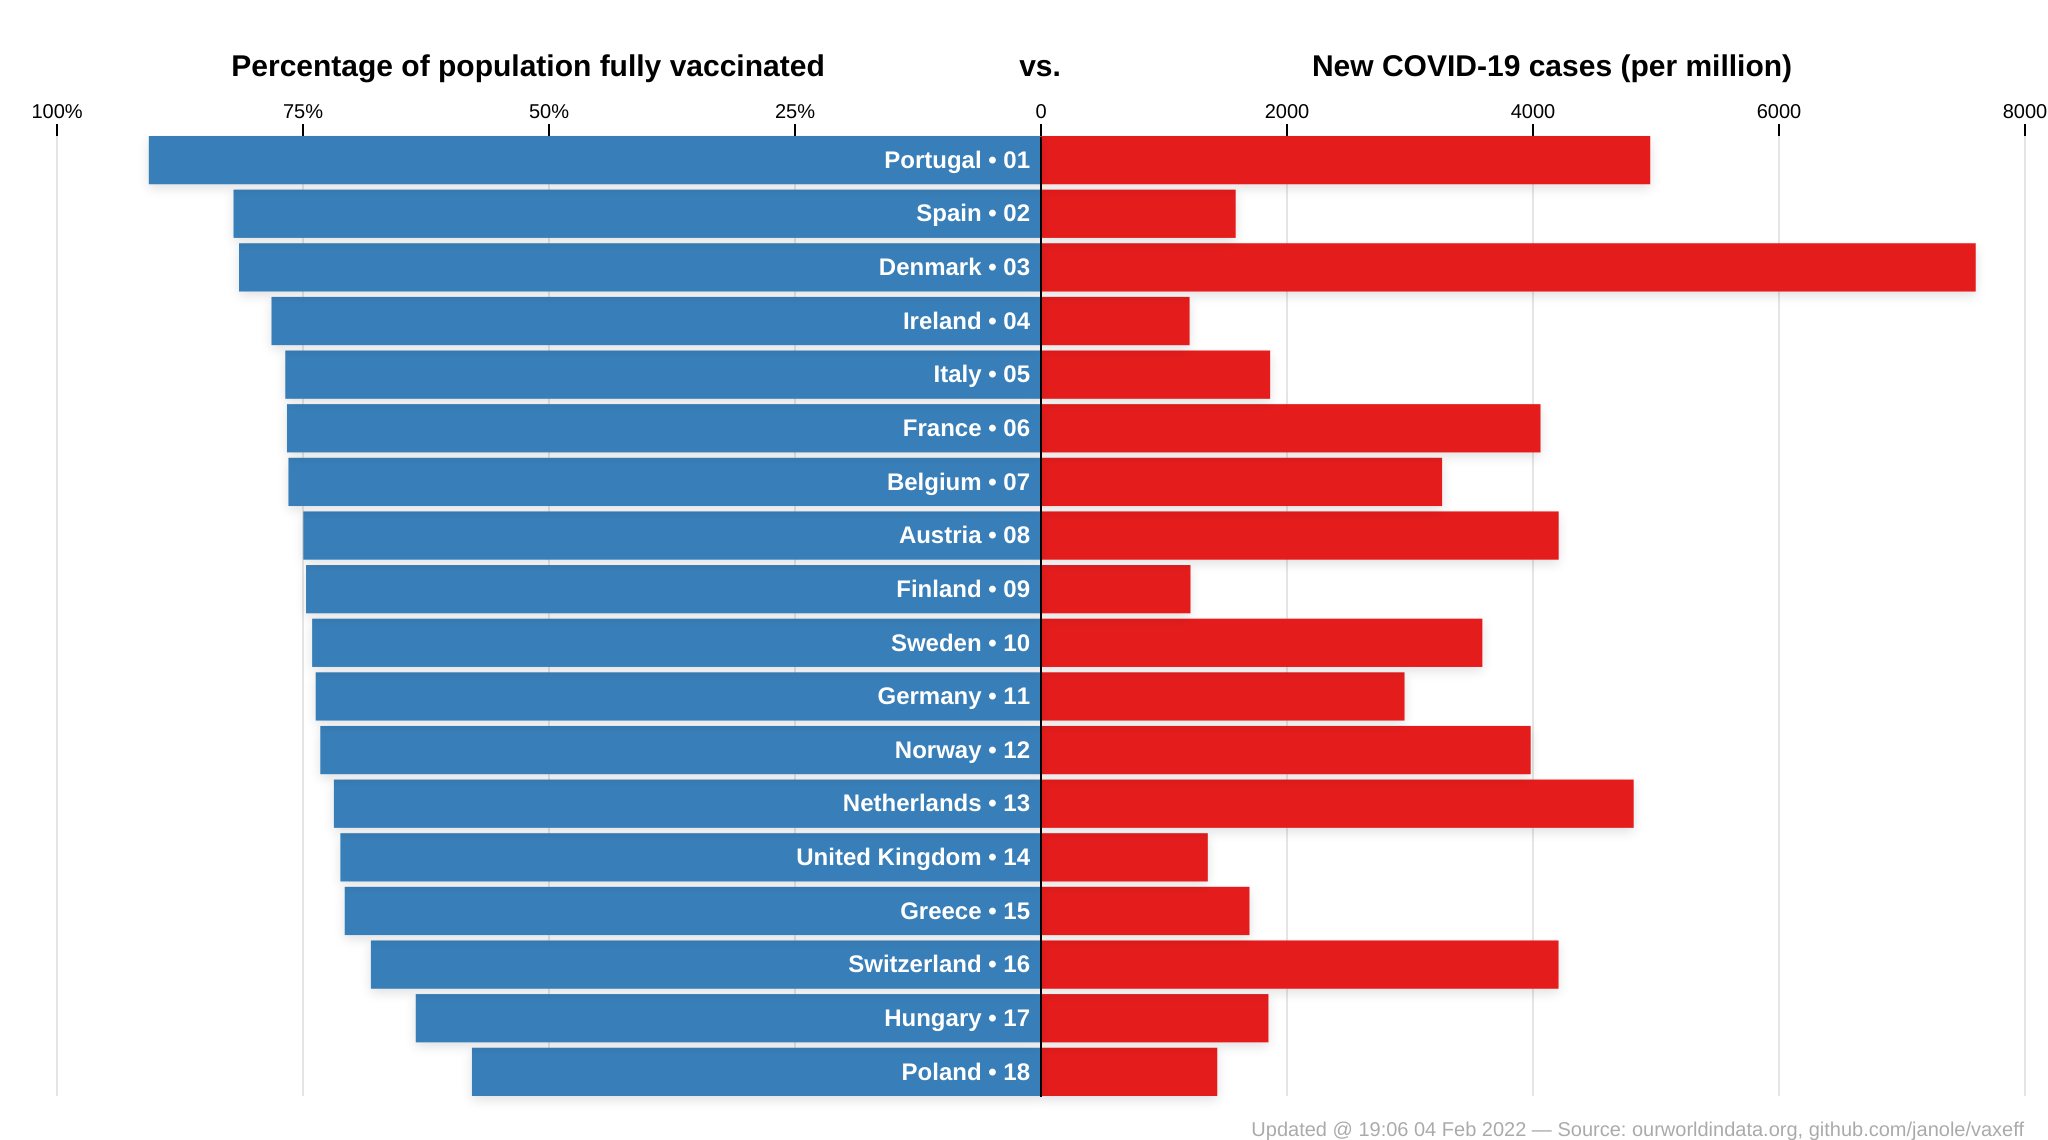 Percentage of population fully vaccinated vs. New COVID-19 cases (per million)
100% 75% 50% 25% 0 2000 4000 6000 8000
Portugal • 01
Spain • 02
Denmark • 03
Ireland • 04
Italy • 05
France • 06
Belgium • 07
Austria • 08
Finland • 09
Sweden • 10
Germany • 11
Norway • 12
Netherlands • 13
United Kingdom • 14
Greece • 15
Switzerland • 16
Hungary • 17
Poland • 18
Updated @ 19:06 04 Feb 2022 — Source: ourworldindata.org, github.com/janole/vaxeff